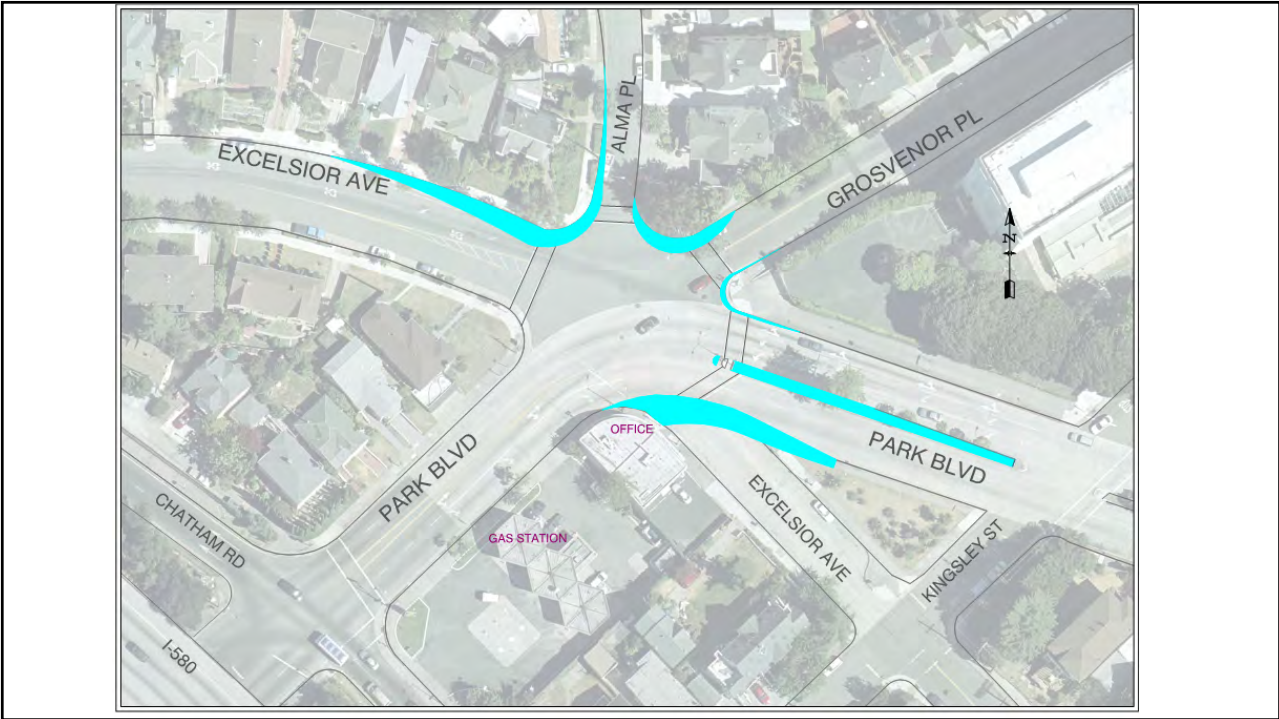 ALMA PL
GROSVENOR PL
EXCELSIOR AVE
N
OFFICE
PARK BLVD
PARK BLVD
EXCELSIOR AVE
CHATHAM RD
GAS STATION
KINGSLEY ST
I-580